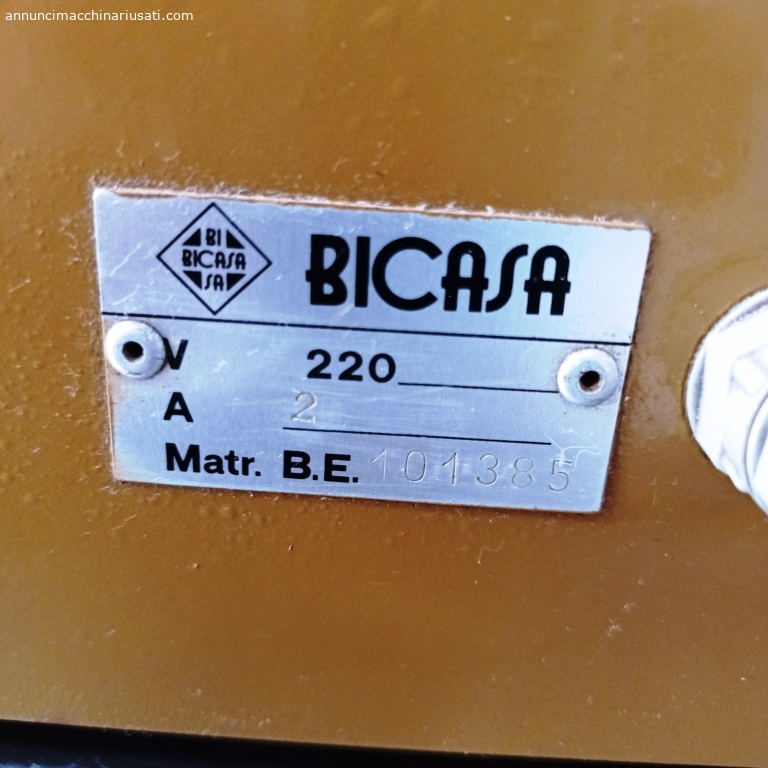 annuncimacchinariusati.com
BI
BICASA
SA
BICASA
V 220
A 2
Matr. B.E. 101385